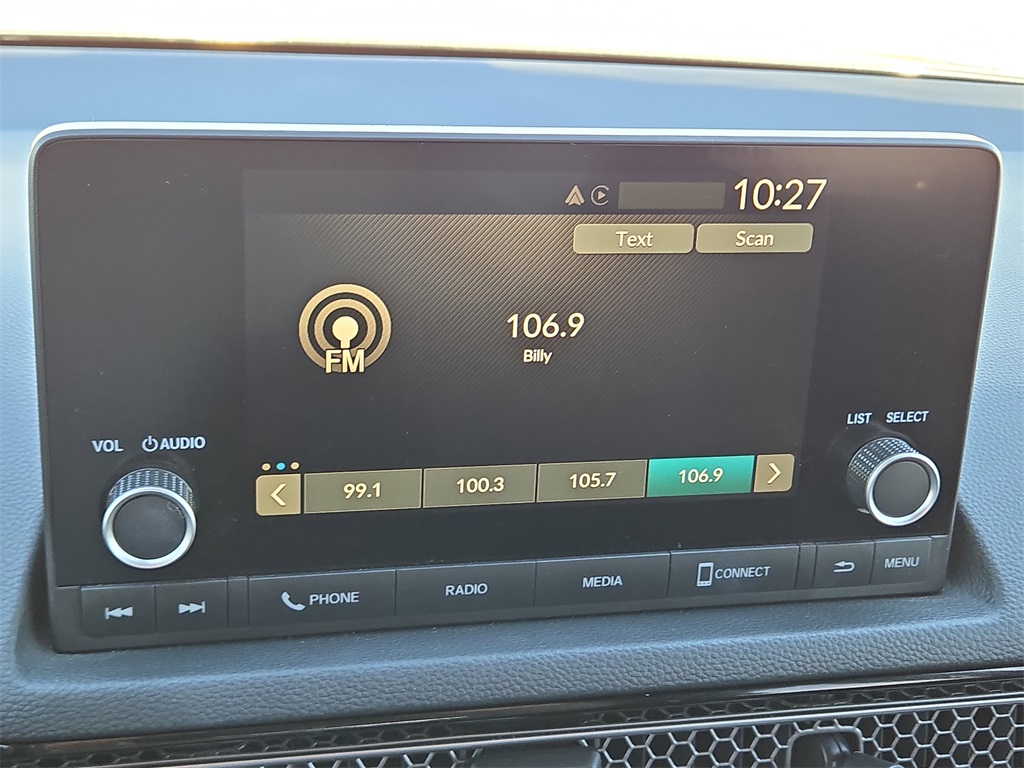 10:27
Text Scan
106.9
Billy
FM
LIST SELECT
VOL AUDIO
99.1 100.3 105.7 106.9
PHONE RADIO MEDIA CONNECT MENU